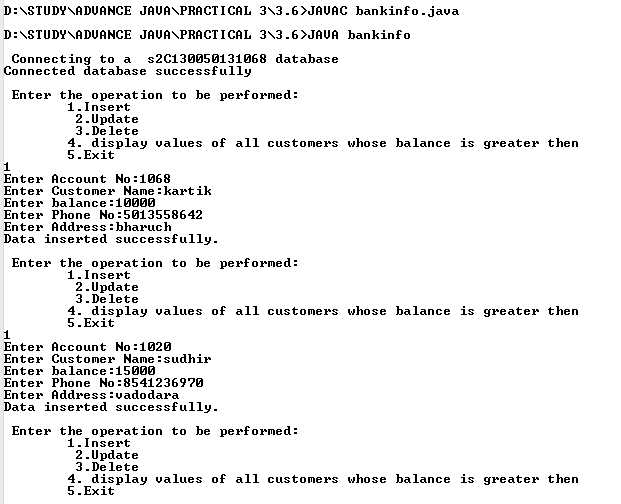 D:\STUDY\ADVANCE JAVA\PRACTICAL 3\3.6>JAVAC bankinfo.java
D:\STUDY\ADVANCE JAVA\PRACTICAL 3\3.6>JAVA bankinfo
Connecting to a  s2C130050131068 database
Connected database successfully
Enter the operation to be performed:
1.Insert
2.Update
3.Delete
4. display values of all customers whose balance is greater then
5.Exit
1
Enter Account No:1068
Enter Customer Name:kartik
Enter balance:10000
Enter Phone No:5013558642
Enter Address:bharuch
Data inserted successfully.
Enter the operation to be performed:
1.Insert
2.Update
3.Delete
4. display values of all customers whose balance is greater then
5.Exit
1
Enter Account No:1020
Enter Customer Name:sudhir
Enter balance:15000
Enter Phone No:8541236970
Enter Address:vadodara
Data inserted successfully.
Enter the operation to be performed:
1.Insert
2.Update
3.Delete
4. display values of all customers whose balance is greater then
5.Exit